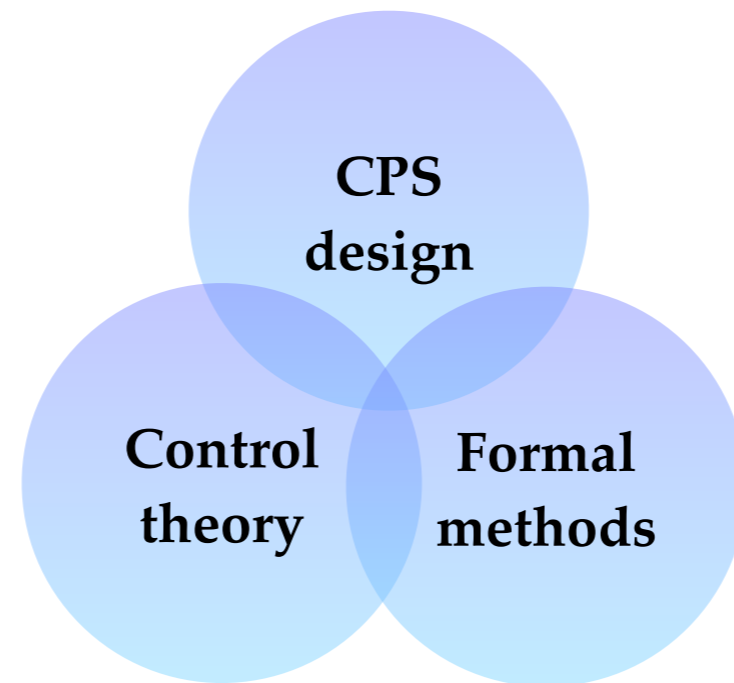 CPS
design
Control
theory
Formal
methods